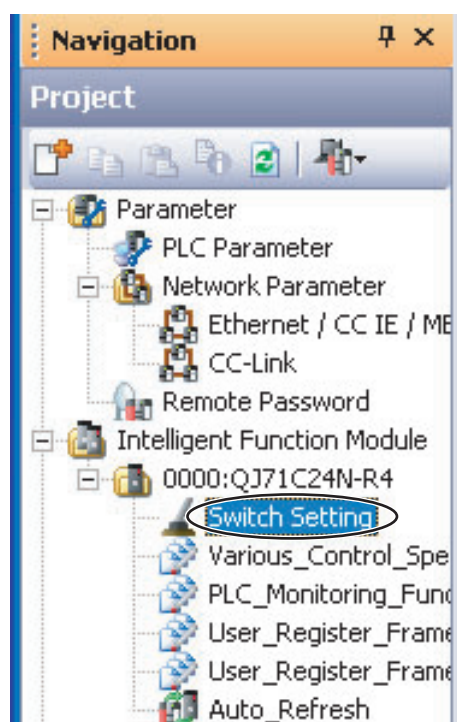 Navigation
Project
Parameter
PLC Parameter
Network Parameter
Ethernet / CC IE / ME
CC-Link
Remote Password
Intelligent Function Module
0000:QJ71C24N-R4
Switch Setting
Various_Control_Spe
PLC_Monitoring_Func
User_Register_Frame
User_Register_Frame
Auto_Refresh